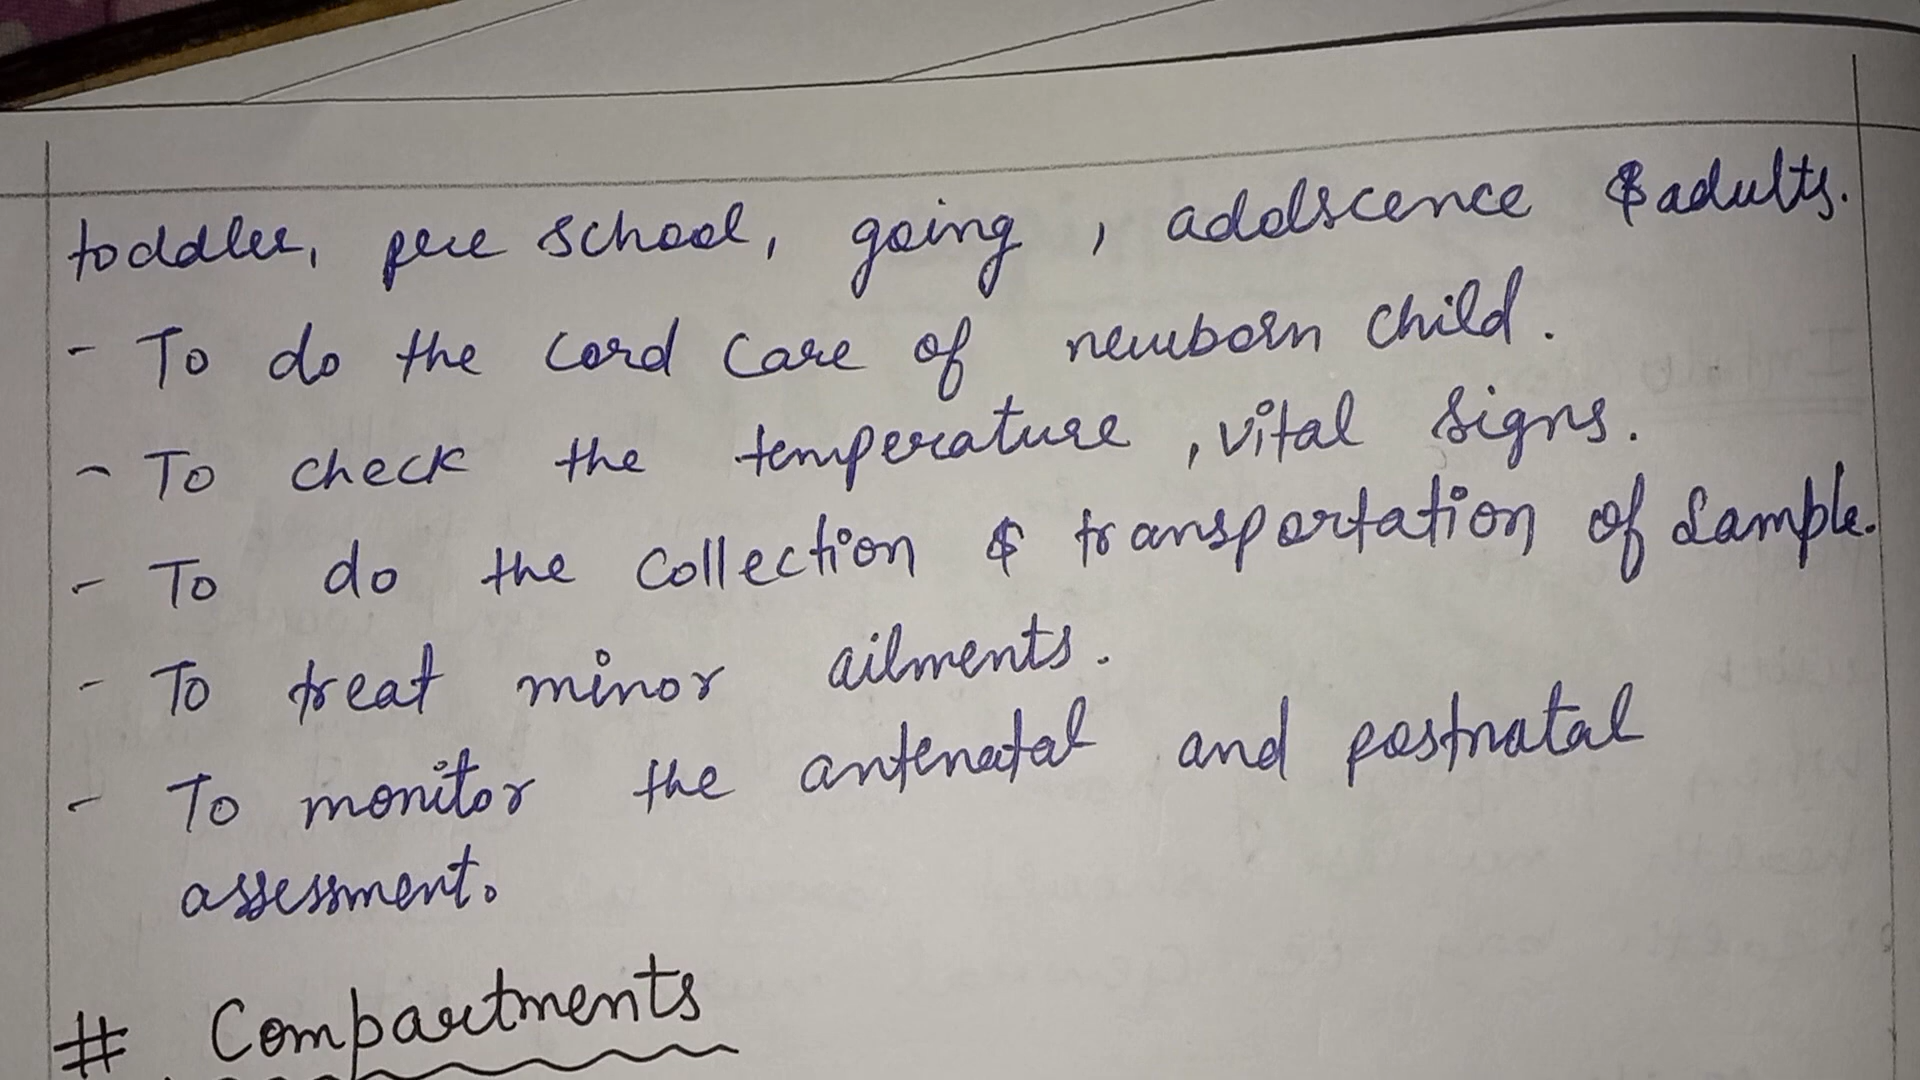 toddler, pre school, going, adolscence & adults.
- To do the cord care of newborn child.
- To check the temperature, vital signs.
- To do the collection & transportation of sample.
- To treat minor ailments.
- To monitor the antenatal and postnatal
assessment.
# Compartments